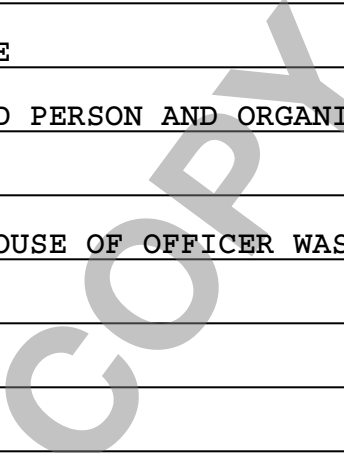 E
D PERSON AND ORGANI
OUSE OF OFFICER WAS
COPY